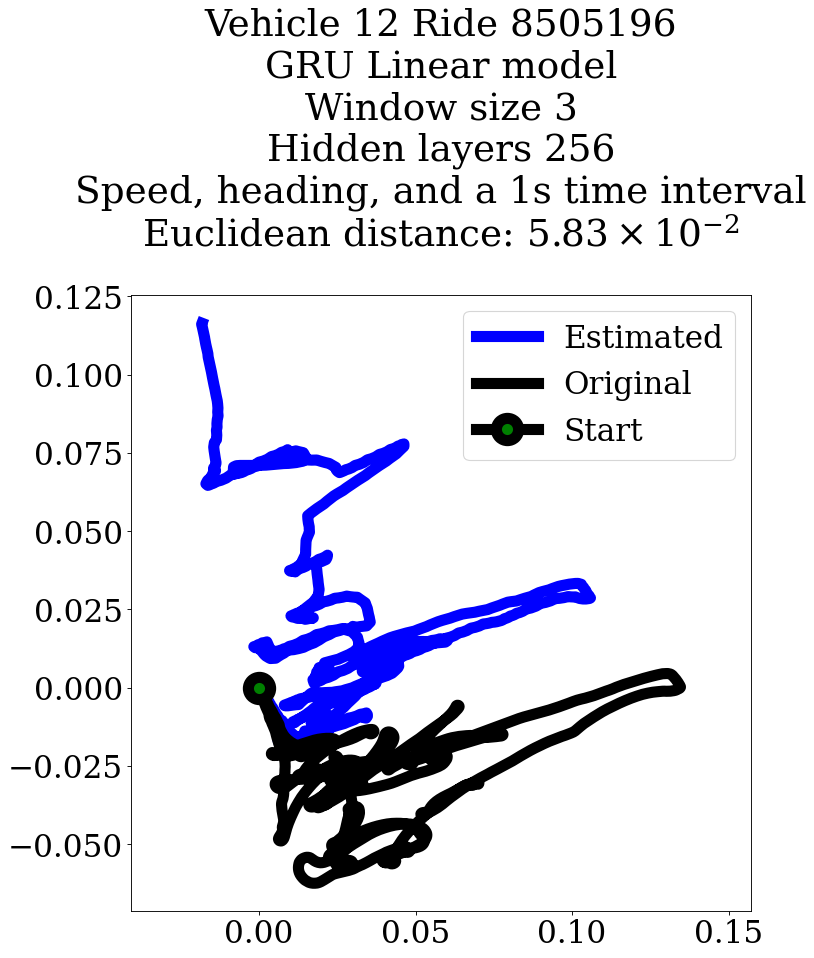 Vehicle 12 Ride 8505196
GRU Linear model
Window size 3
Hidden layers 256
Speed, heading, and a 1s time interval
Euclidean distance: 5.83 × 10⁻²
0.125
0.100
0.075
0.050
0.025
0.000
−0.025
−0.050
Estimated
Original
Start
0.00 0.05 0.10 0.15